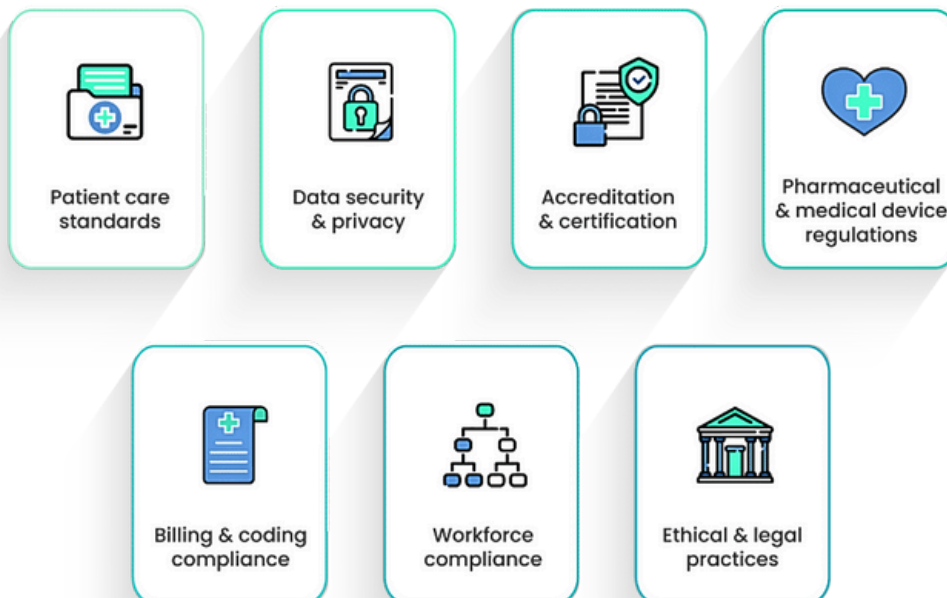 Patient care
standards
Data security
& privacy
Accreditation
& certification
Pharmaceutical
& medical device
regulations
Billing & coding
compliance
Workforce
compliance
Ethical & legal
practices